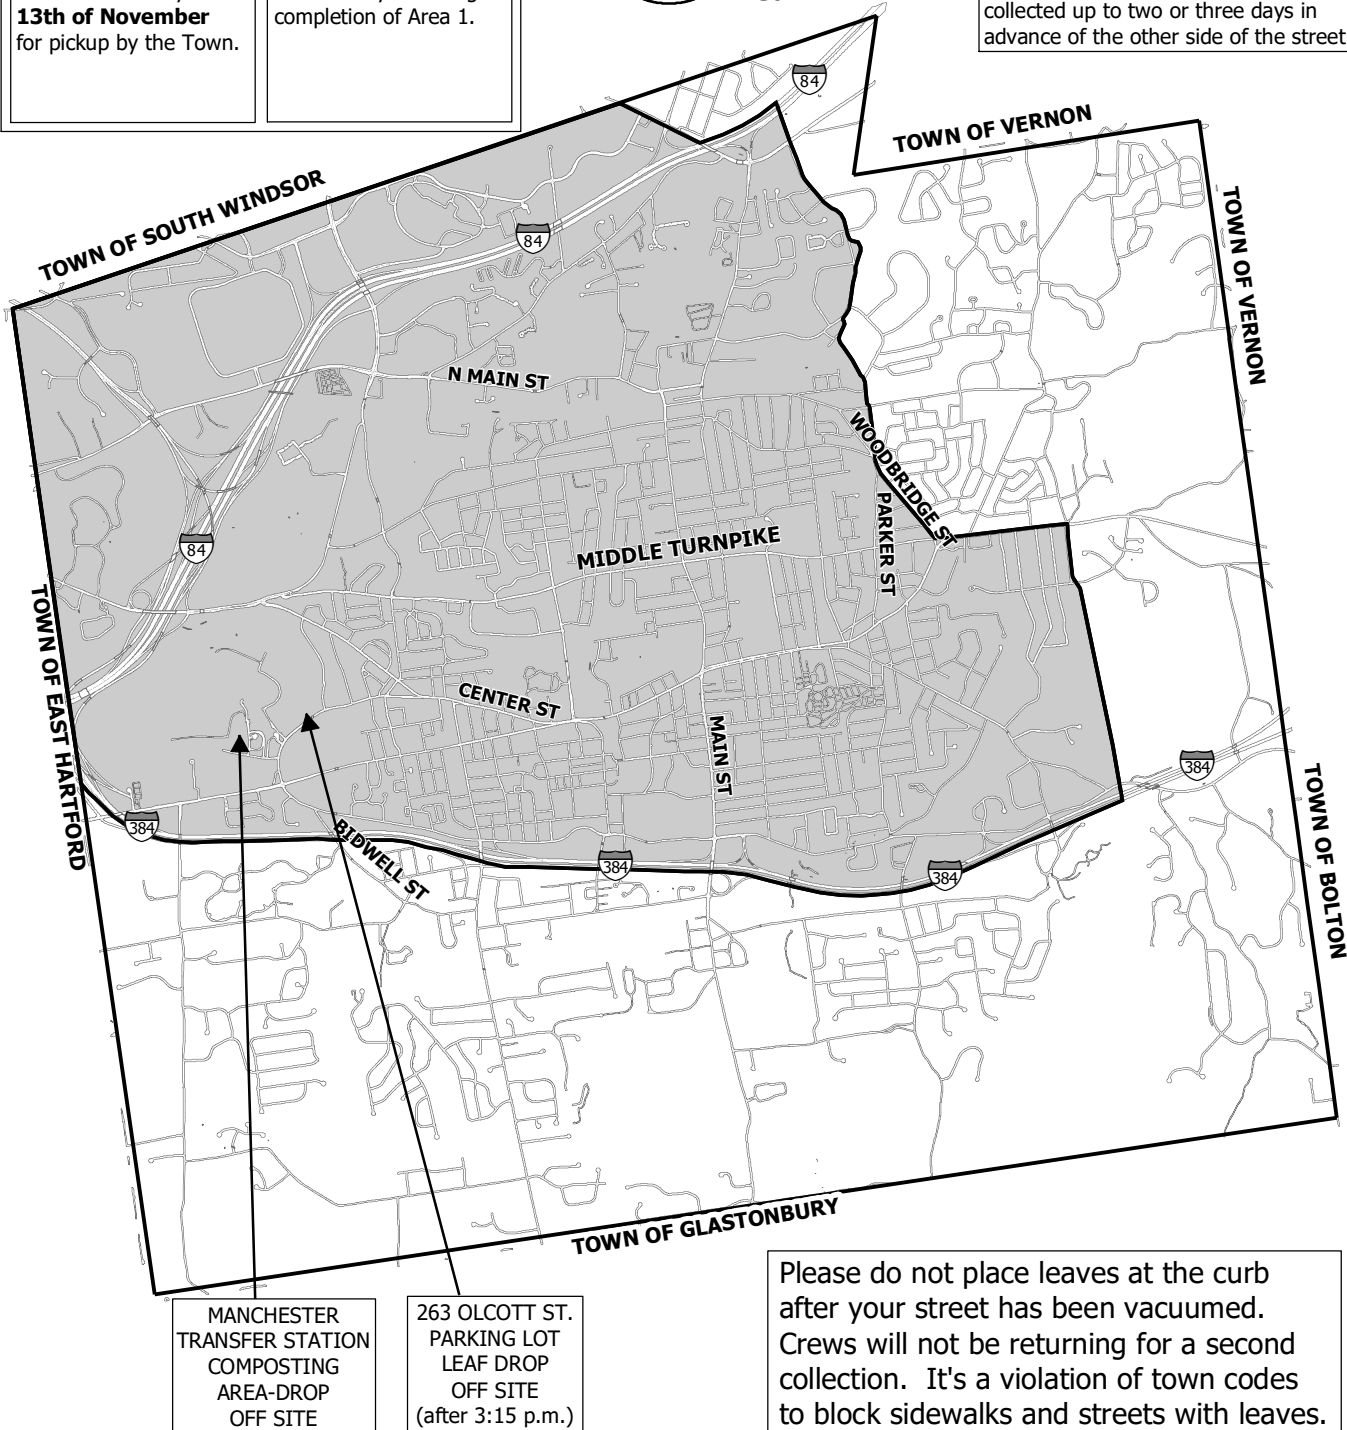 13th of November
for pickup by the Town.
completion of Area 1.
collected up to two or three days in
advance of the other side of the street
84
TOWN OF VERNON
TOWN OF SOUTH WINDSOR
84
TOWN OF VERNON
N MAIN ST
WOODBRIDGE ST
PARKER ST
MIDDLE TURNPIKE
84
TOWN OF EAST HARTFORD
CENTER ST
MAIN ST
384
TOWN OF BOLTON
384
BIDWELL ST
384
384
TOWN OF GLASTONBURY
MANCHESTER
TRANSFER STATION
COMPOSTING
AREA-DROP
OFF SITE
263 OLCOTT ST.
PARKING LOT
LEAF DROP
OFF SITE
(after 3:15 p.m.)
Please do not place leaves at the curb
after your street has been vacuumed.
Crews will not be returning for a second
collection.  It's a violation of town codes
to block sidewalks and streets with leaves.